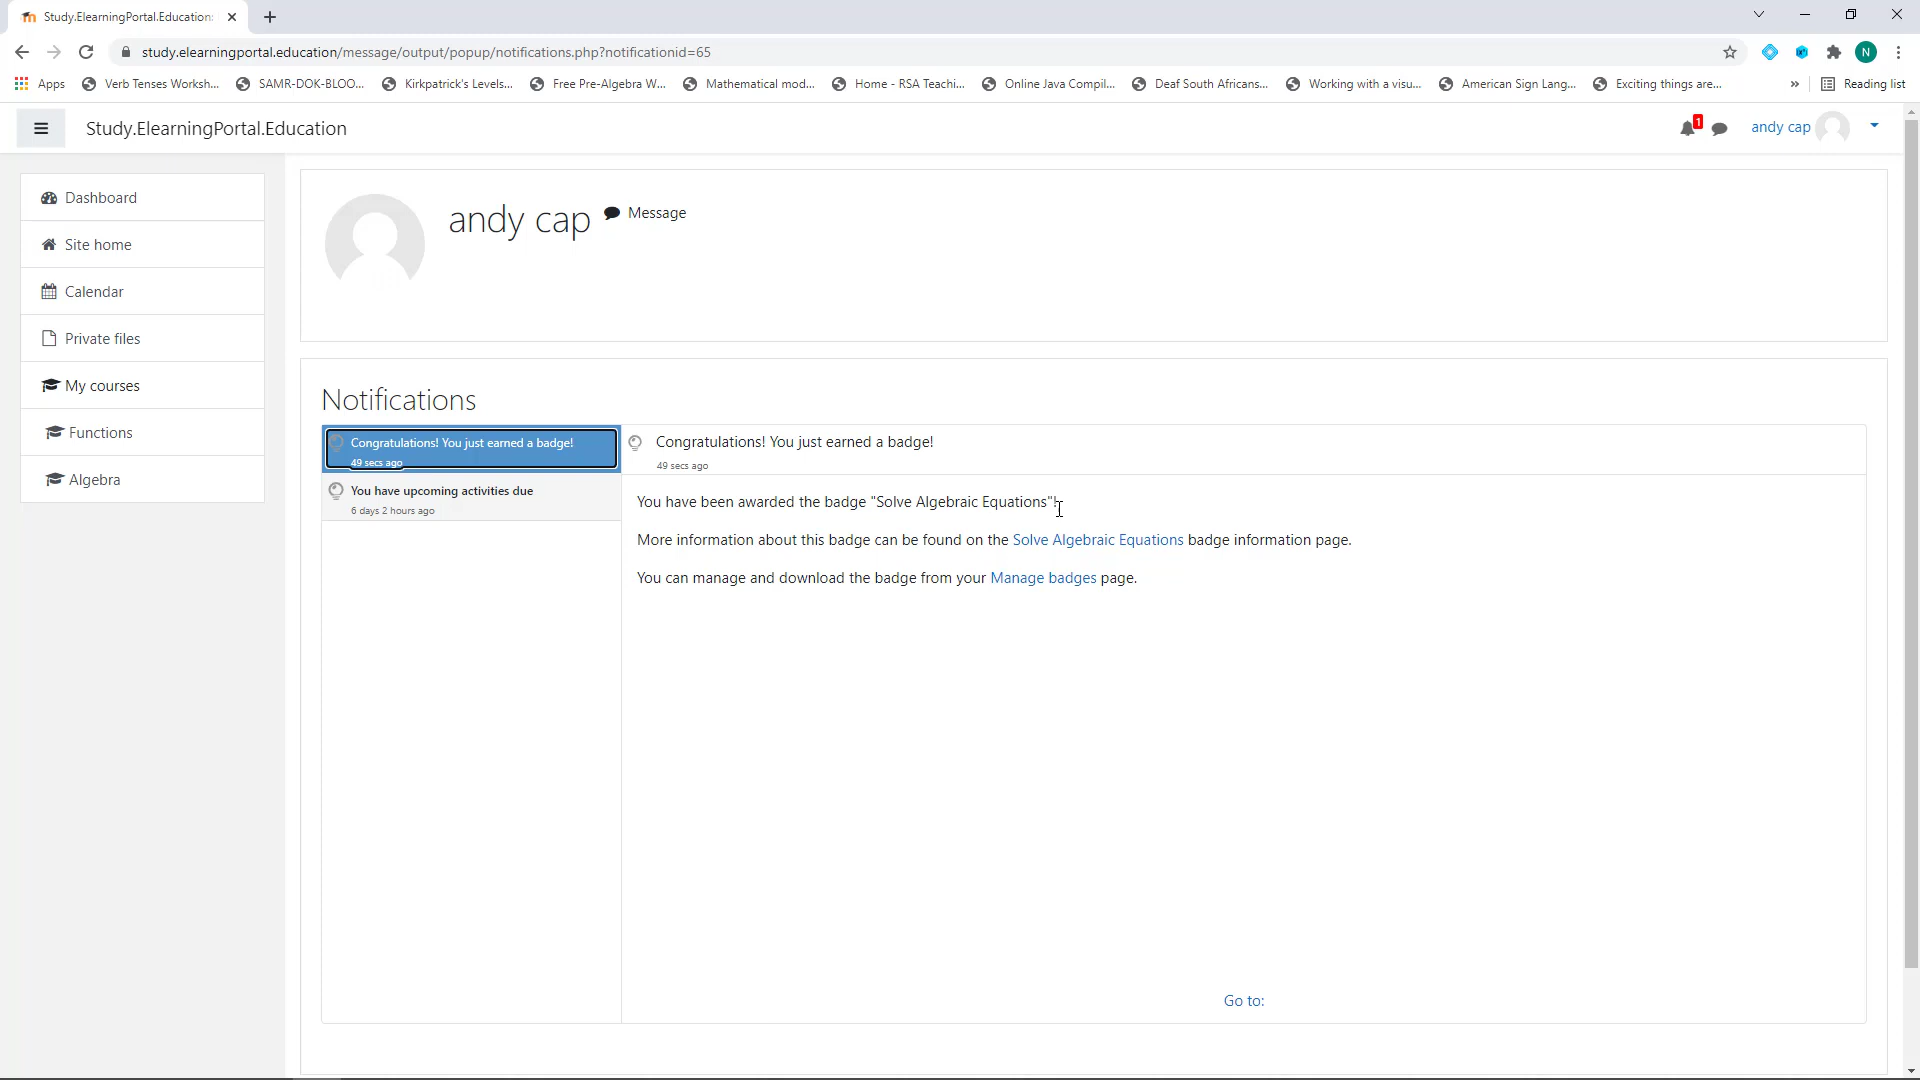 Study.ElearningPortal.Education:
study.elearningportal.education/message/output/popup/notifications.php?notificationid=65
N
Apps
Verb Tenses Worksh...
SAMR-DOK-BLOO...
Kirkpatrick's Levels...
Free Pre-Algebra W...
Mathematical mod...
Home - RSA Teachi...
Online Java Compil...
Deaf South Africans...
Working with a visu...
American Sign Lang...
Exciting things are...
»
Reading list
Study.ElearningPortal.Education
1
andy cap
Dashboard
Site home
Calendar
Private files
My courses
Functions
Algebra
andy cap
Message
Notifications
Congratulations! You just earned a badge!
49 secs ago
You have upcoming activities due
6 days 2 hours ago
Congratulations! You just earned a badge!
49 secs ago
You have been awarded the badge "Solve Algebraic Equations"!
More information about this badge can be found on the Solve Algebraic Equations badge information page.
You can manage and download the badge from your Manage badges page.
Go to: